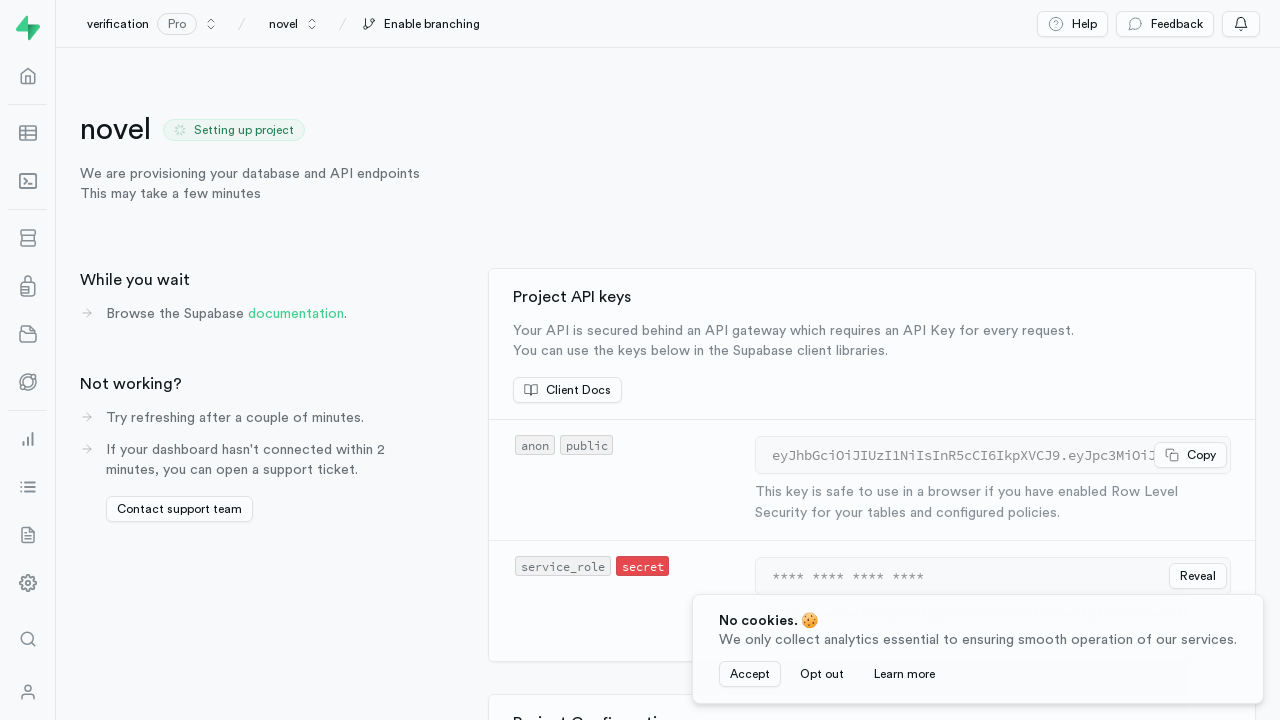 verification
Pro
novel
Enable branching
Help
Feedback
novel
Setting up project
We are provisioning your database and API endpoints
This may take a few minutes
While you wait
Browse the Supabase documentation.
Not working?
Try refreshing after a couple of minutes.
If your dashboard hasn't connected within 2
minutes, you can open a support ticket.
Contact support team
Project API keys
Your API is secured behind an API gateway which requires an API Key for every request.
You can use the keys below in the Supabase client libraries.
Client Docs
anon public
eyJhbGciOiJIUzI1NiIsInR5cCI6IkpXVCJ9.eyJpc3MiOiJ
Copy
This key is safe to use in a browser if you have enabled Row Level
Security for your tables and configured policies.
service_role secret
**** **** **** ****
Reveal
No cookies. 🍪
We only collect analytics essential to ensuring smooth operation of our services.
Accept
Opt out
Learn more